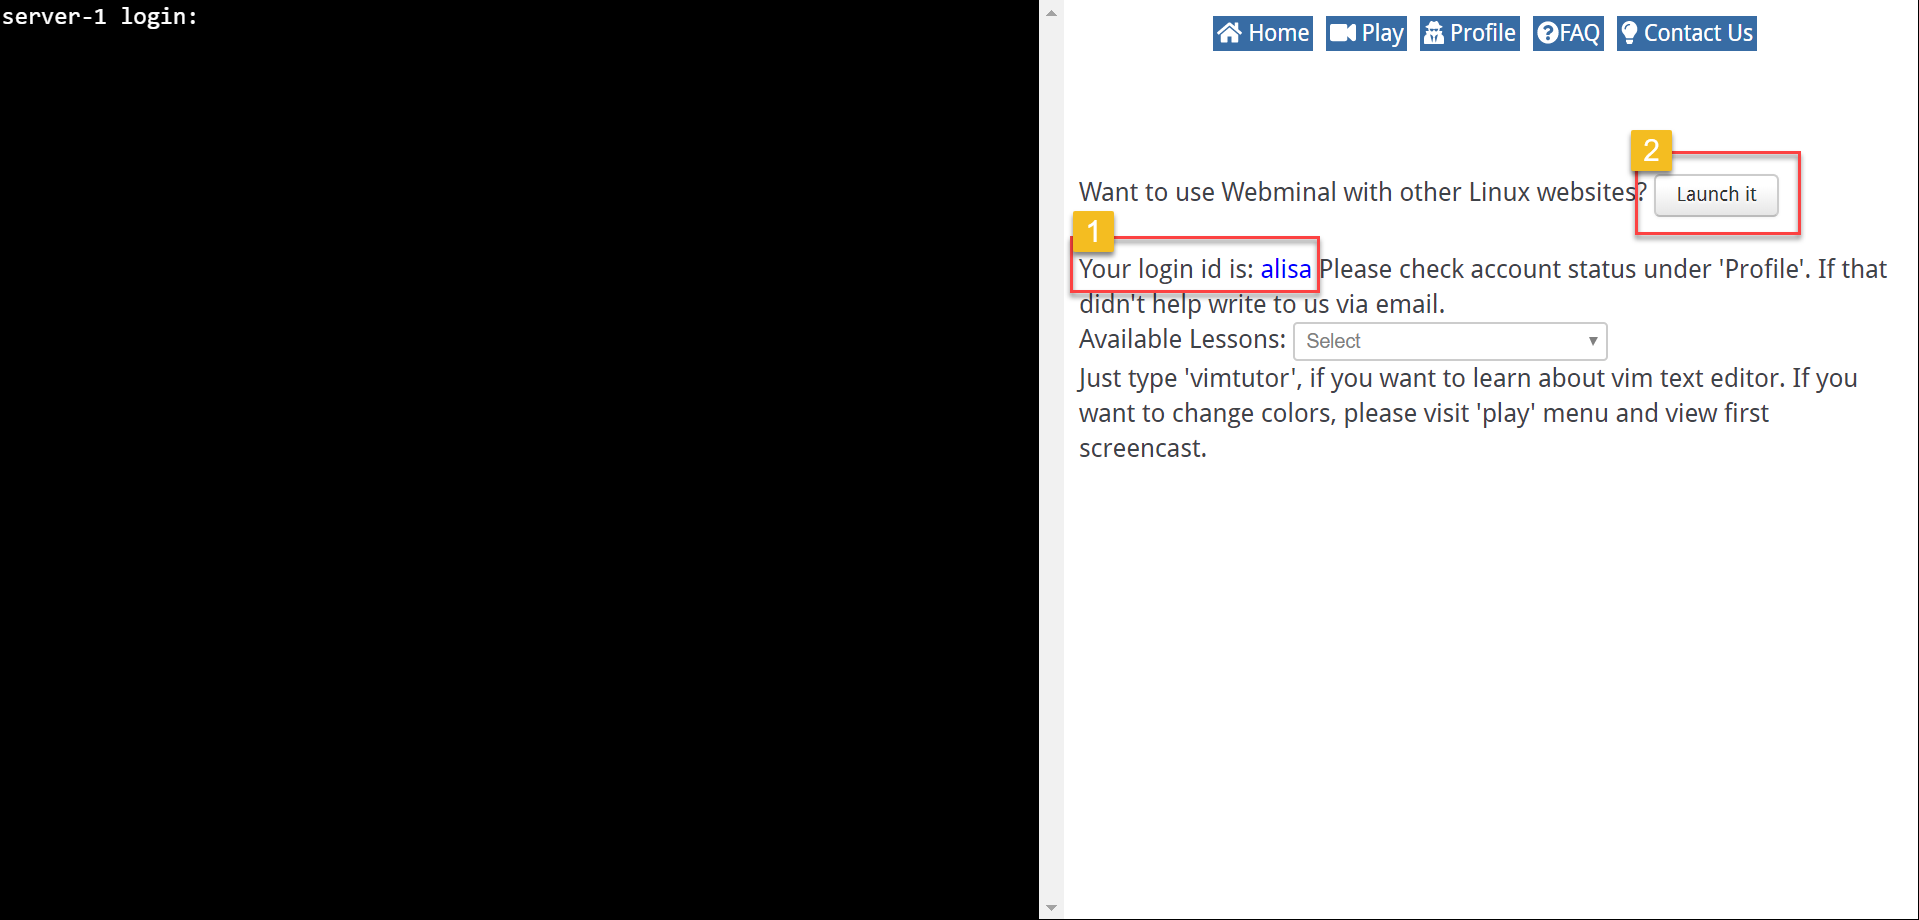 server-1 login:
Home Play Profile FAQ Contact Us
2
Want to use Webminal with other Linux websites? Launch it
1
Your login id is: alisa Please check account status under 'Profile'. If that
didn't help write to us via email.
Available Lessons: Select
Just type 'vimtutor', if you want to learn about vim text editor. If you
want to change colors, please visit 'play' menu and view first
screencast.